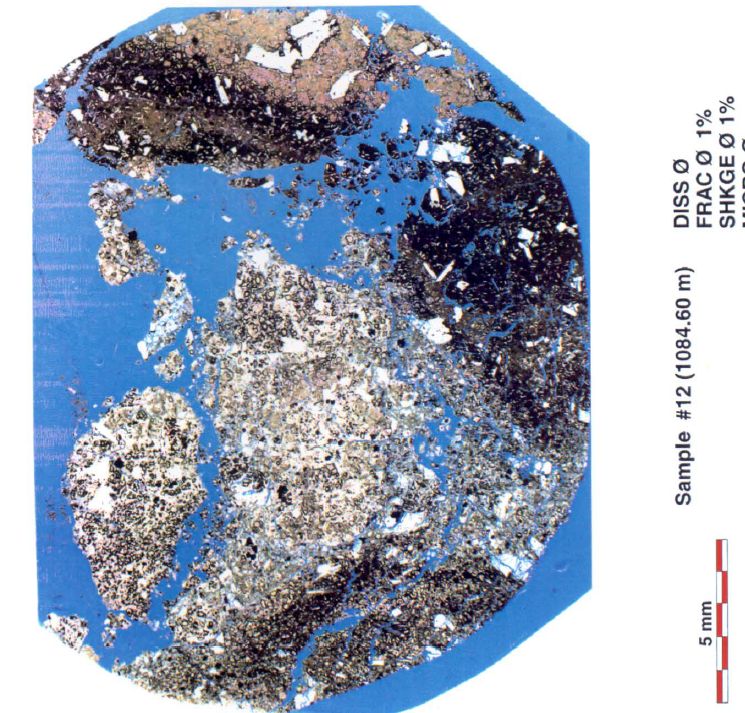 Sample #12 (1084.60 m)
DISS Ø
FRAC Ø 1%
SHKGE Ø 1%
5 mm